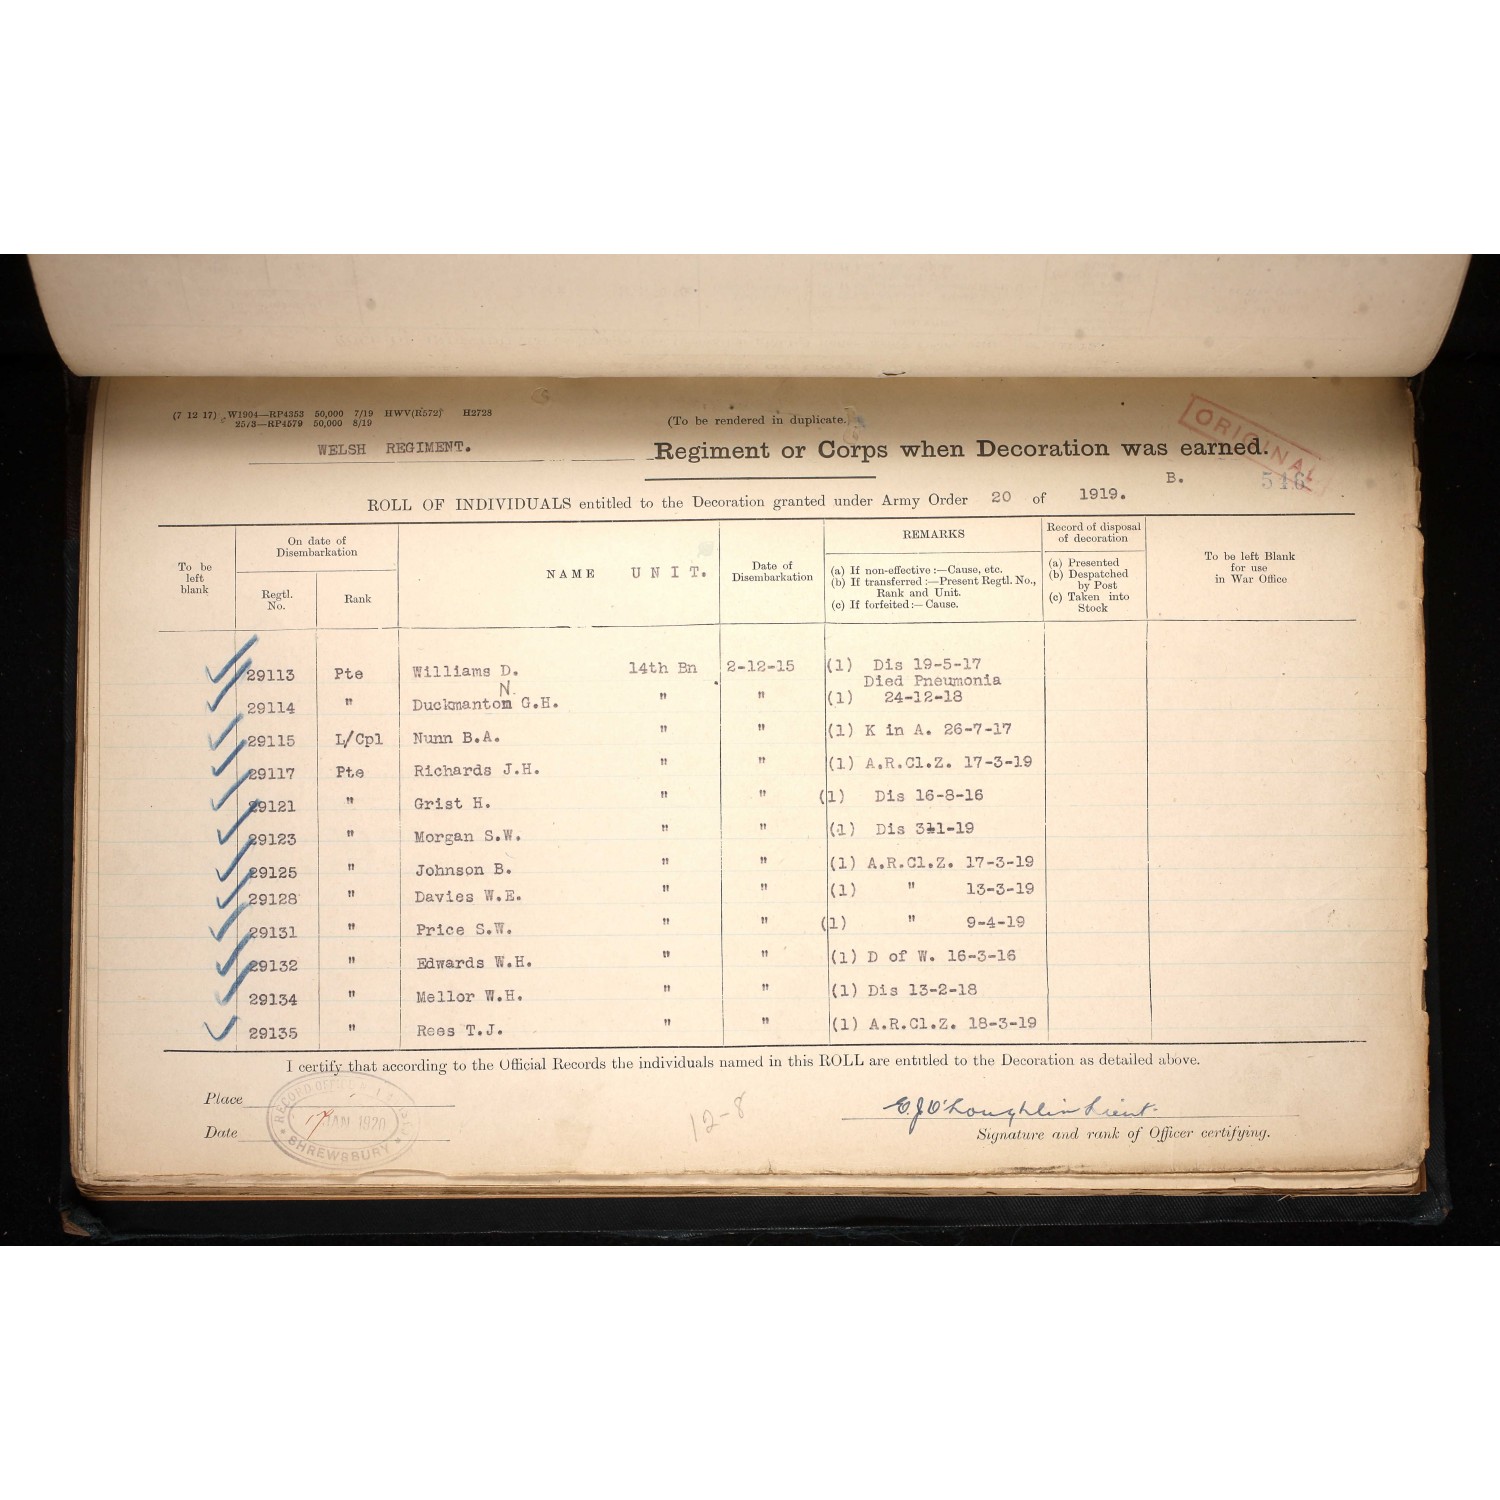 (7 12 17) W1904—RP4353 50,000 7/19 HWV(R572) H2728
2573—RP4579 50,000 8/19
(To be rendered in duplicate.)
ORIGINAL
WELSH REGIMENT. Regiment or Corps when Decoration was earned.
B. 546
ROLL OF INDIVIDUALS entitled to the Decoration granted under Army Order 20 of 1919.
To be left blank
On date of Disembarkation
Regtl. No.
Rank
NAME UNIT.
Date of Disembarkation
REMARKS
(a) If non-effective:—Cause, etc.
(b) If transferred:—Present Regtl. No., Rank and Unit.
(c) If forfeited:—Cause.
Record of disposal of decoration
(a) Presented
(b) Despatched by Post
(c) Taken into Stock
To be left Blank for use in War Office
29113 Pte Williams D. 14th Bn 2-12-15 (1) Dis 19-5-17
N.
29114 " Duckmantom G.H. " " (1) Died Pneumonia 24-12-18
29115 L/Cpl Nunn B.A. " " (1) K in A. 26-7-17
29117 Pte Richards J.H. " " (1) A.R.Cl.Z. 17-3-19
29121 " Grist H. " " (1) Dis 16-8-16
29123 " Morgan S.W. " " (1) Dis 3-1-19
29125 " Johnson B. " " (1) A.R.Cl.Z. 17-3-19
29128 " Davies W.E. " " (1) " 13-3-19
29131 " Price S.W. " " (1) " 9-4-19
29132 " Edwards W.H. " " (1) D of W. 16-3-16
29134 " Mellor W.H. " " (1) Dis 13-2-18
29135 " Rees T.J. " " (1) A.R.Cl.Z. 18-3-19
I certify that according to the Official Records the individuals named in this ROLL are entitled to the Decoration as detailed above.
Place
RECORD OFFICE
JAN 1920
SHREWSBURY
Date
12-8
E.J. O'Loughlin Lieut.
Signature and rank of Officer certifying.